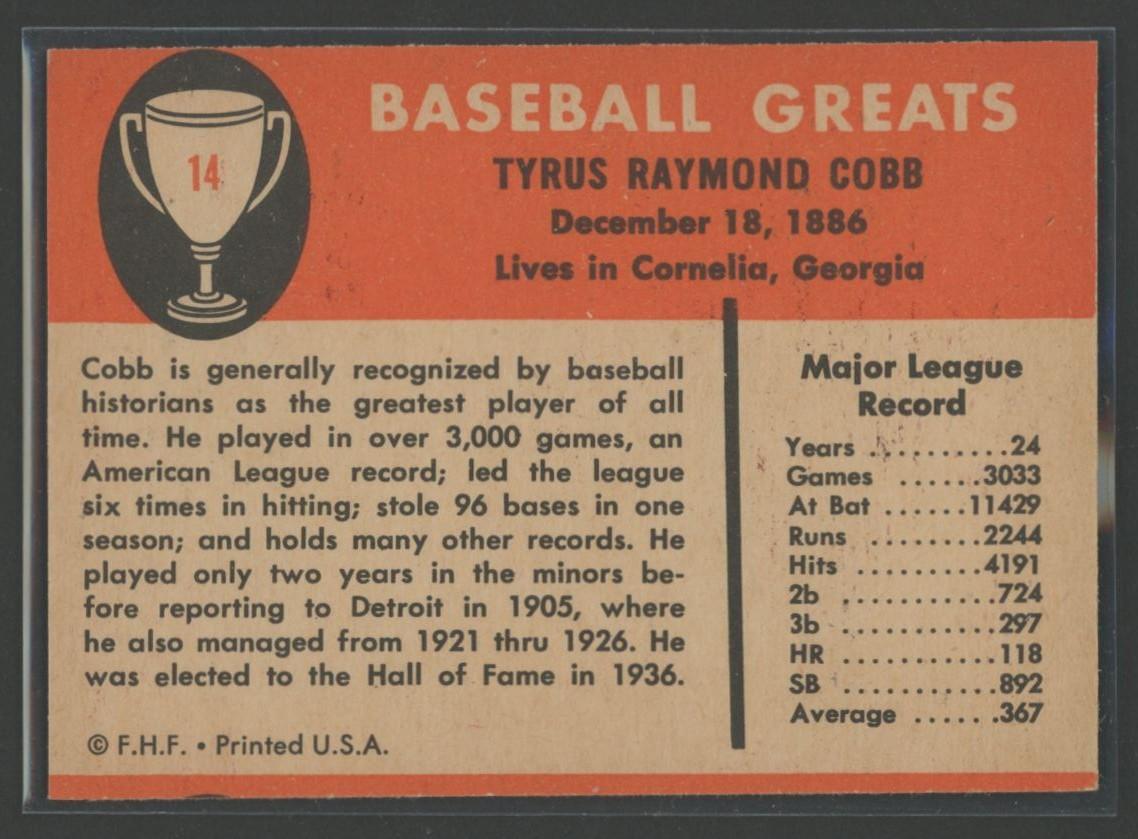 14
BASEBALL GREATS
TYRUS RAYMOND COBB
December 18, 1886
Lives in Cornelia, Georgia
Cobb is generally recognized by baseball
historians as the greatest player of all
time. He played in over 3,000 games, an
American League record; led the league
six times in hitting; stole 96 bases in one
season; and holds many other records. He
played only two years in the minors be-
fore reporting to Detroit in 1905, where
he also managed from 1921 thru 1926. He
was elected to the Hall of Fame in 1936.
© F.H.F. • Printed U.S.A.
Major League
Record
Years ..........24
Games ......3033
At Bat ......11429
Runs ........2244
Hits .........4191
2b ...........724
3b ...........297
HR ...........118
SB ...........892
Average ......367